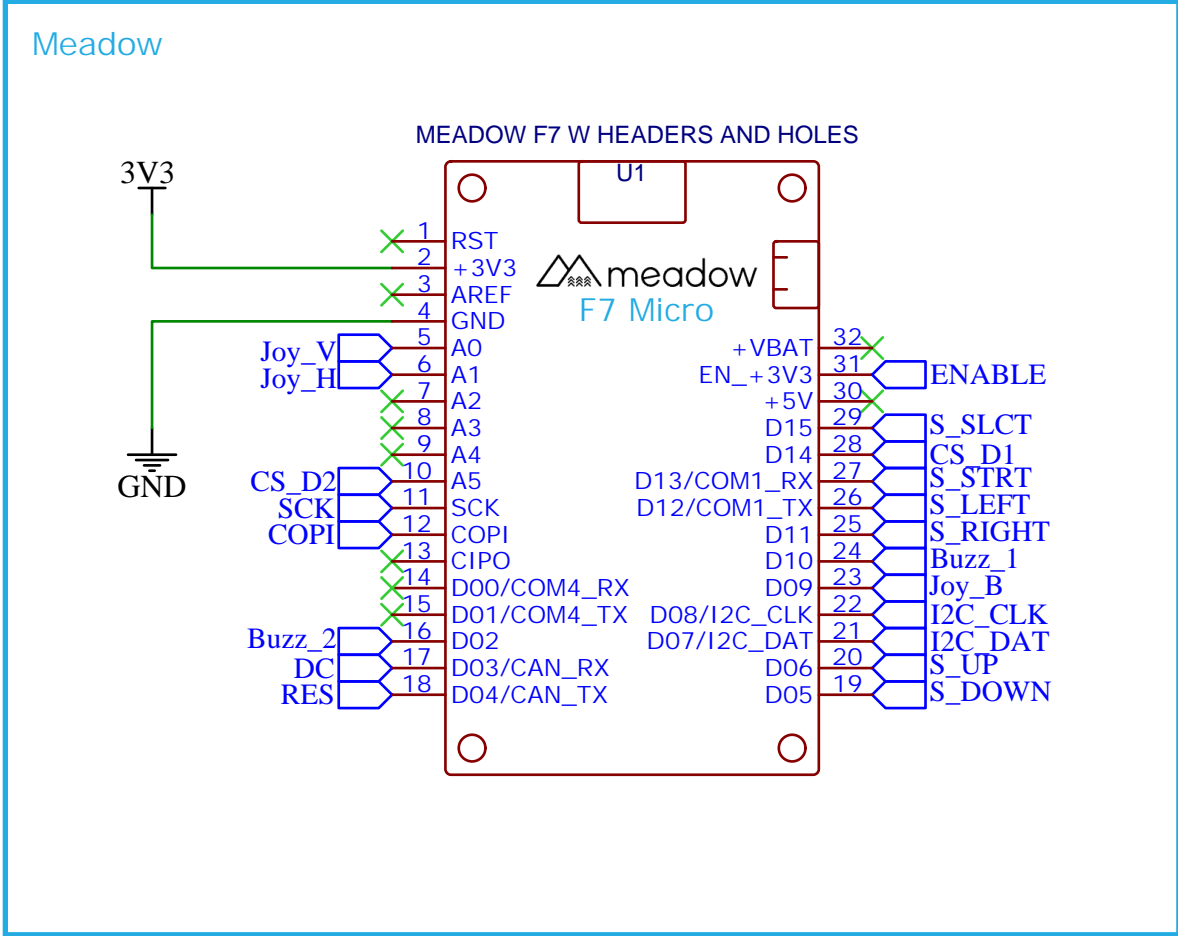 Meadow
MEADOW F7 W HEADERS AND HOLES
U1
3V3
meadow
F7 Micro
1 RST
2 +3V3
3 AREF
4 GND
Joy_V 5 A0
Joy_H 6 A1
7 A2
8 A3
9 A4
GND
CS_D2 10 A5
SCK 11 SCK
COPI 12 COPI
13 CIPO
14 D00/COM4_RX
15 D01/COM4_TX
Buzz_2 16 D02
DC 17 D03/CAN_RX
RES 18 D04/CAN_TX
+VBAT 32
EN_+3V3 31 ENABLE
+5V 30
D15 29 S_SLCT
D14 28 CS_D1
D13/COM1_RX 27 S_STRT
D12/COM1_TX 26 S_LEFT
D11 25 S_RIGHT
D10 24 Buzz_1
D09 23 Joy_B
D08/I2C_CLK 22 I2C_CLK
D07/I2C_DAT 21 I2C_DAT
D06 20 S_UP
D05 19 S_DOWN